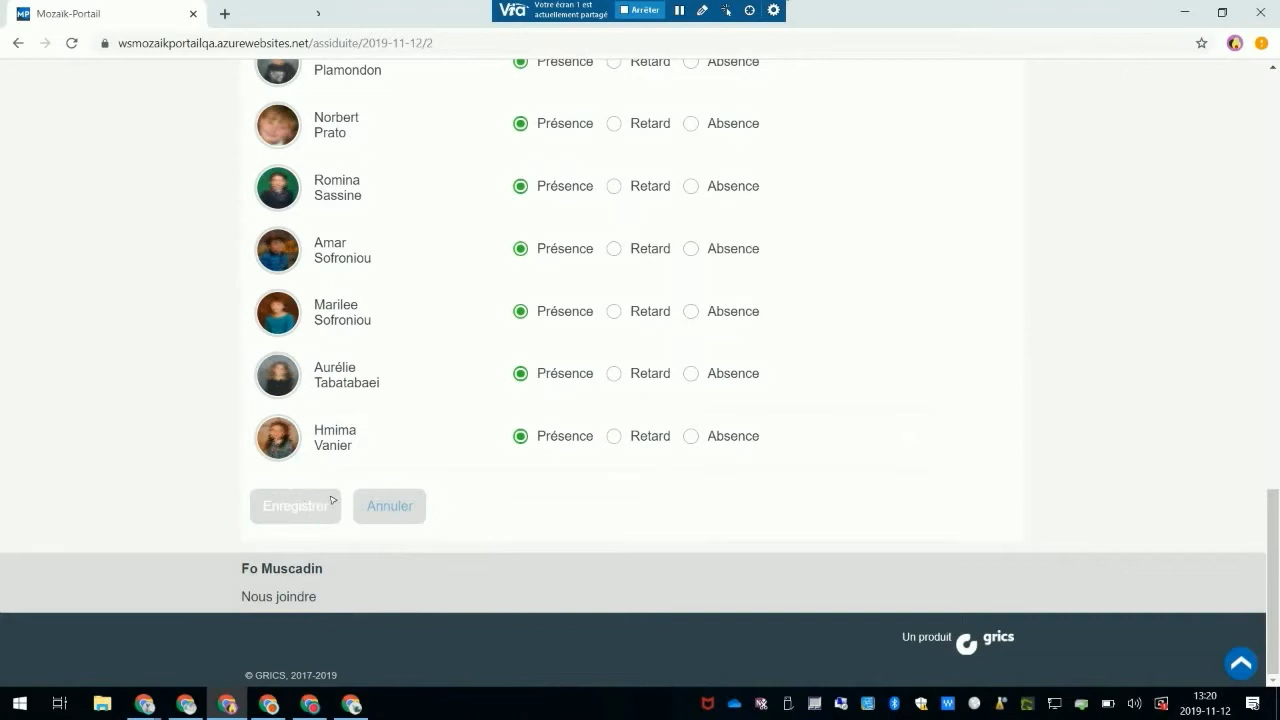 MP Mozaïk-Portail
Via
Votre écran 1 est
actuellement partagé
Arrêter
wsmozaikportailqa.azurewebsites.net/assiduite/2019-11-12/2
Plamondon
Présence Retard Absence
Norbert
Prato
Présence Retard Absence
Romina
Sassine
Présence Retard Absence
Amar
Sofroniou
Présence Retard Absence
Marilee
Sofroniou
Présence Retard Absence
Aurélie
Tabatabaei
Présence Retard Absence
Hmima
Vanier
Présence Retard Absence
Enregistrer Annuler
Fo Muscadin
Nous joindre
Un produit grics
© GRICS, 2017-2019
13:20
2019-11-12